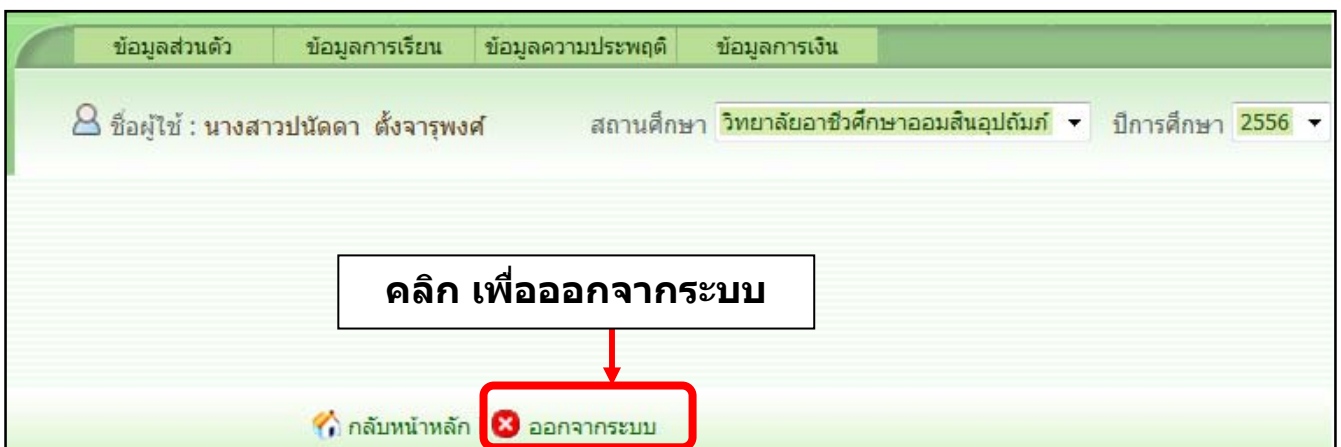 ข้อมูลส่วนตัว ข้อมูลการเรียน ข้อมูลความประพฤติ ข้อมูลการเงิน
ชื่อผู้ใช้ : นางสาวปนัดดา ตั้งจารุพงศ์ สถานศึกษา วิทยาลัยอาชีวศึกษาออมสินอุปถัมภ์ ปีการศึกษา 2556
คลิก เพื่อออกจากระบบ
กลับหน้าหลัก ออกจากระบบ